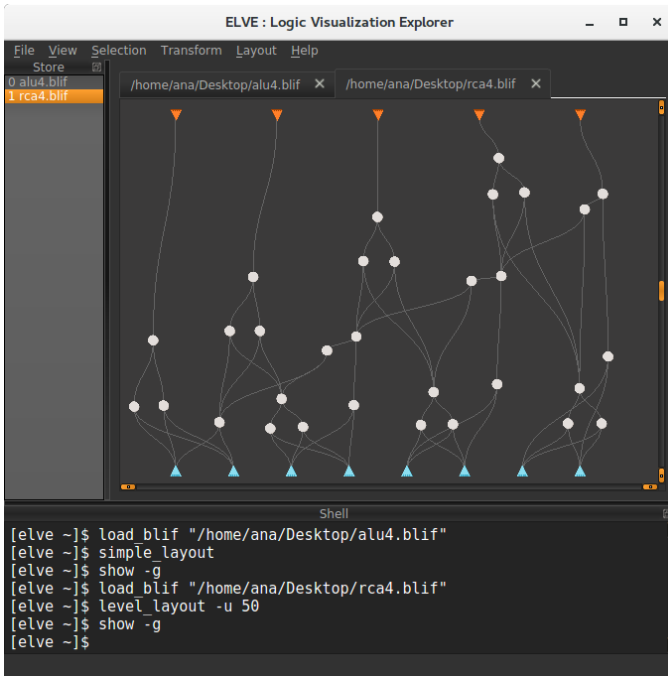 ELVE : Logic Visualization Explorer
File View Selection Transform Layout Help
Store
0 alu4.blif
1 rca4.blif
/home/ana/Desktop/alu4.blif
/home/ana/Desktop/rca4.blif
Shell
[elve ~]$ load_blif "/home/ana/Desktop/alu4.blif"
[elve ~]$ simple_layout
[elve ~]$ show -g
[elve ~]$ load_blif "/home/ana/Desktop/rca4.blif"
[elve ~]$ level_layout -u 50
[elve ~]$ show -g
[elve ~]$